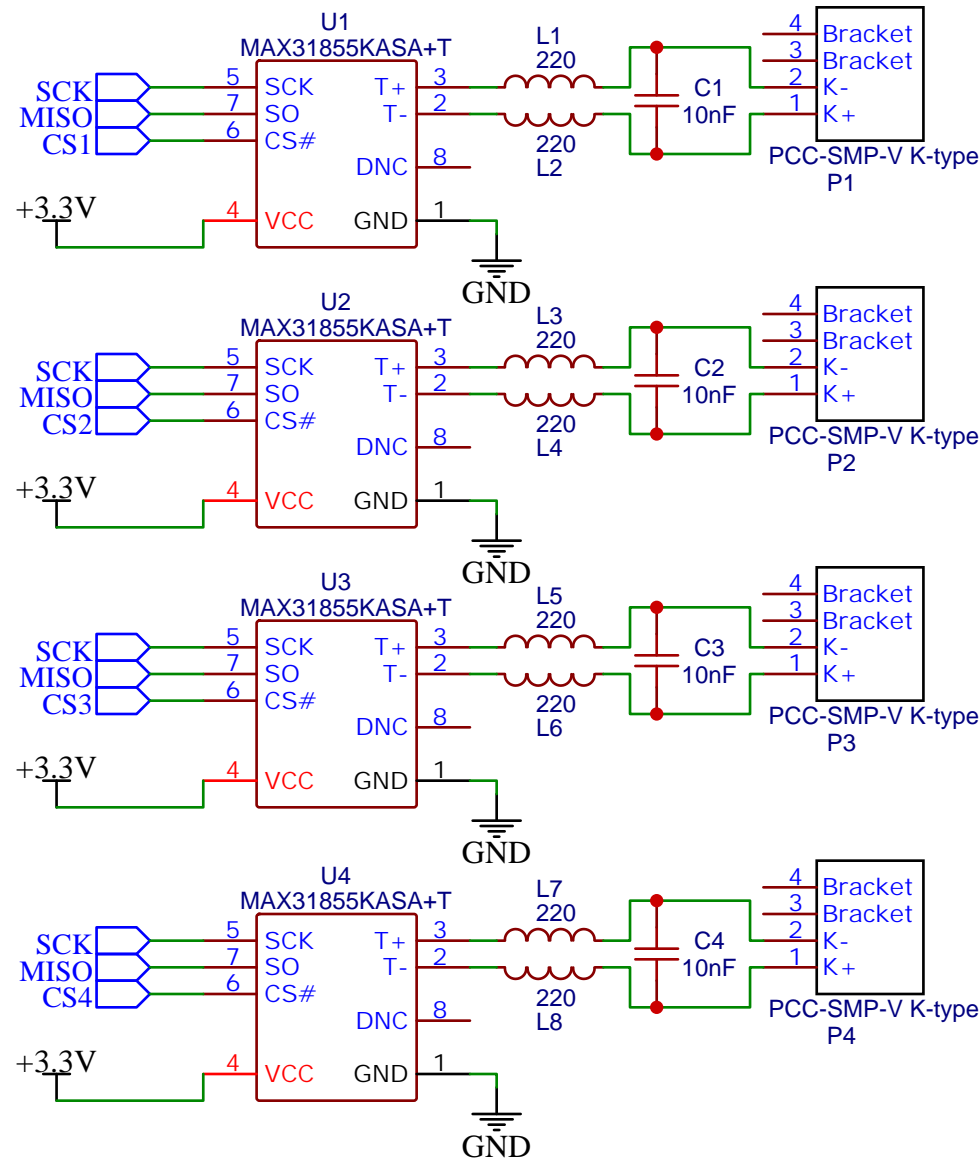 U1
MAX31855KASA+T
SCK 5 SCK T+ 3
MISO 7 SO T- 2
CS1 6 CS#
DNC 8
+3.3V 4 VCC GND 1
GND
L1
220
220
L2
C1
10nF
4 Bracket
3 Bracket
2 K-
1 K+
PCC-SMP-V K-type
P1
U2
MAX31855KASA+T
SCK 5 SCK T+ 3
MISO 7 SO T- 2
CS2 6 CS#
DNC 8
+3.3V 4 VCC GND 1
GND
L3
220
220
L4
C2
10nF
4 Bracket
3 Bracket
2 K-
1 K+
PCC-SMP-V K-type
P2
U3
MAX31855KASA+T
SCK 5 SCK T+ 3
MISO 7 SO T- 2
CS3 6 CS#
DNC 8
+3.3V 4 VCC GND 1
GND
L5
220
220
L6
C3
10nF
4 Bracket
3 Bracket
2 K-
1 K+
PCC-SMP-V K-type
P3
U4
MAX31855KASA+T
SCK 5 SCK T+ 3
MISO 7 SO T- 2
CS4 6 CS#
DNC 8
+3.3V 4 VCC GND 1
GND
L7
220
220
L8
C4
10nF
4 Bracket
3 Bracket
2 K-
1 K+
PCC-SMP-V K-type
P4